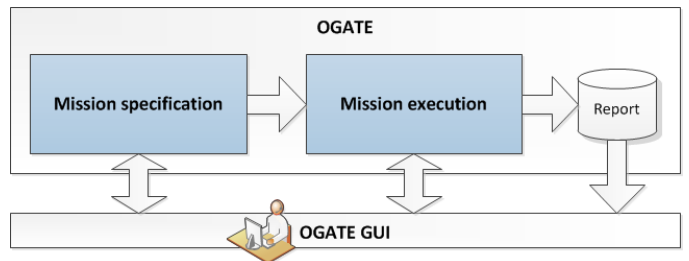 OGATE
Mission specification
Mission execution
Report
OGATE GUI